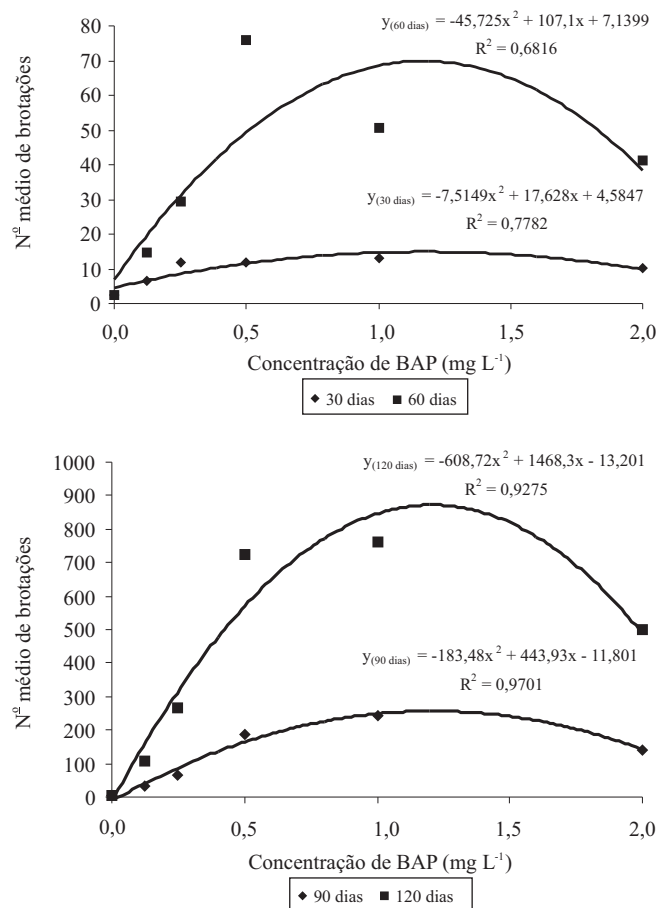 y(60 dias) = -45,725x² + 107,1x + 7,1399
R² = 0,6816
80
70
60
50
40
30
20
10
0
Nº médio de brotações
y(30 dias) = -7,5149x² + 17,628x + 4,5847
R² = 0,7782
0,0 0,5 1,0 1,5 2,0
Concentração de BAP (mg L⁻¹)
30 dias 60 dias
y(120 dias) = -608,72x² + 1468,3x - 13,201
R² = 0,9275
1000
900
800
700
600
500
400
300
200
100
0
Nº médio de brotações
y(90 dias) = -183,48x² + 443,93x - 11,801
R² = 0,9701
0,0 0,5 1,0 1,5 2,0
Concentração de BAP (mg L⁻¹)
90 dias 120 dias